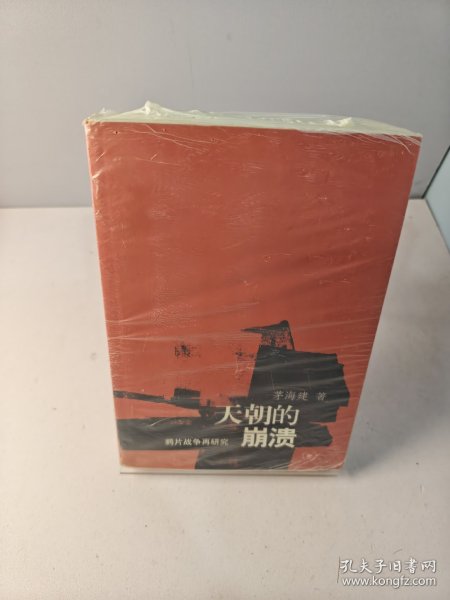 茅海建 著
天朝的
崩溃
鸦片战争再研究
孔夫子旧书网
www.kongfz.com